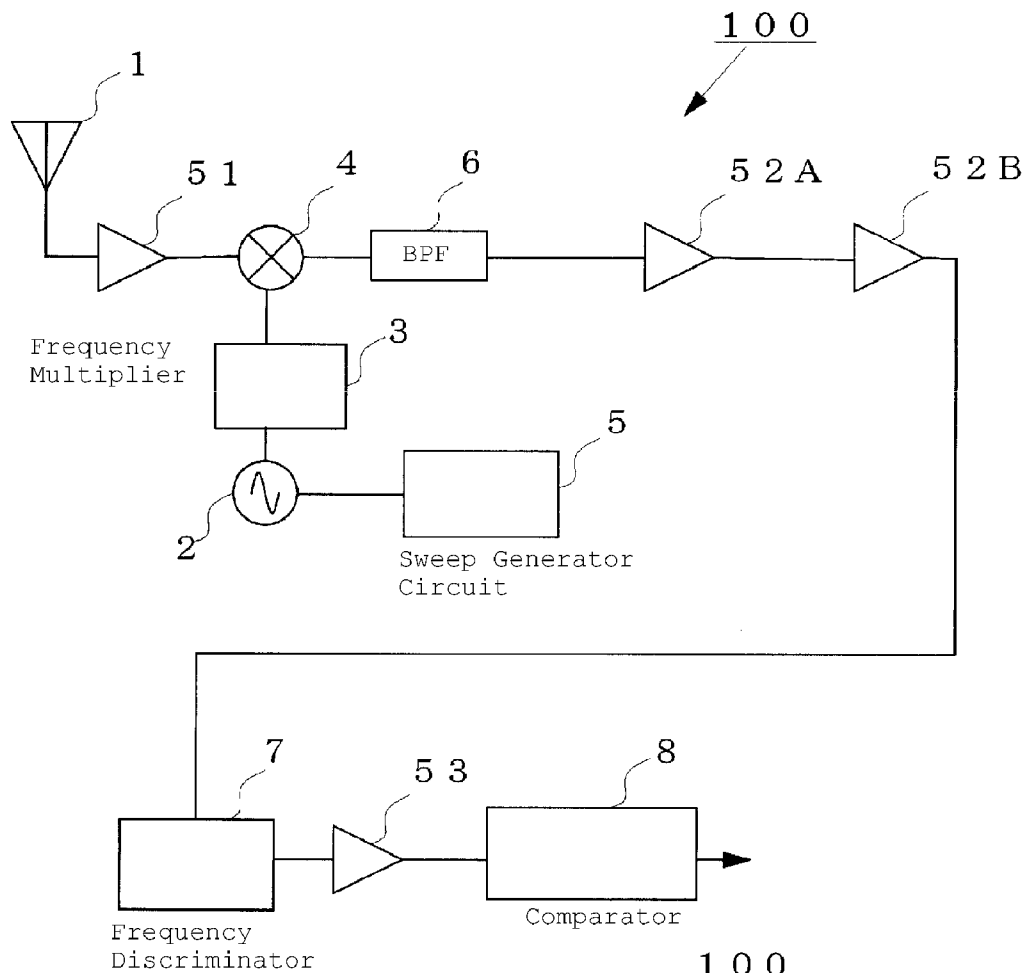 100
1
51
4
6
52A
52B
BPF
Frequency
Multiplier
3
5
2
Sweep Generator
Circuit
7
53
8
Comparator
Frequency
Discriminator
100